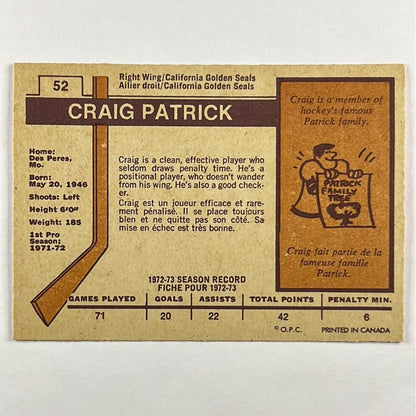 52
Right Wing/California Golden Seals
Allier droit/California Golden Seals
CRAIG PATRICK
Home:
Des Peres,
Mo.
Born:
May 20, 1946
Shoots: Left
Height 6'0"
Weight: 185
1st Pro
Season:
1971-72
Craig is a clean, effective player who
seldom draws penalty time. He's a
positional player, who doesn't wander
from his wing. He's also a good check-
er.
Craig est un joueur efficace et rare-
ment pénalisé. Il se place toujours
bien et ne quitte pas son côté. Sa
mise en échec est très bonne.
Craig is a member of
hockey's famous
Patrick family.
PATRICK
FAMILY
TREE
Craig fait partie de la
fameuse famille
Patrick.
1972-73 SEASON RECORD
FICHE POUR 1972-73
GAMES PLAYED GOALS ASSISTS TOTAL POINTS PENALTY MIN.
71 20 22 42 6
© O.P.C. PRINTED IN CANADA